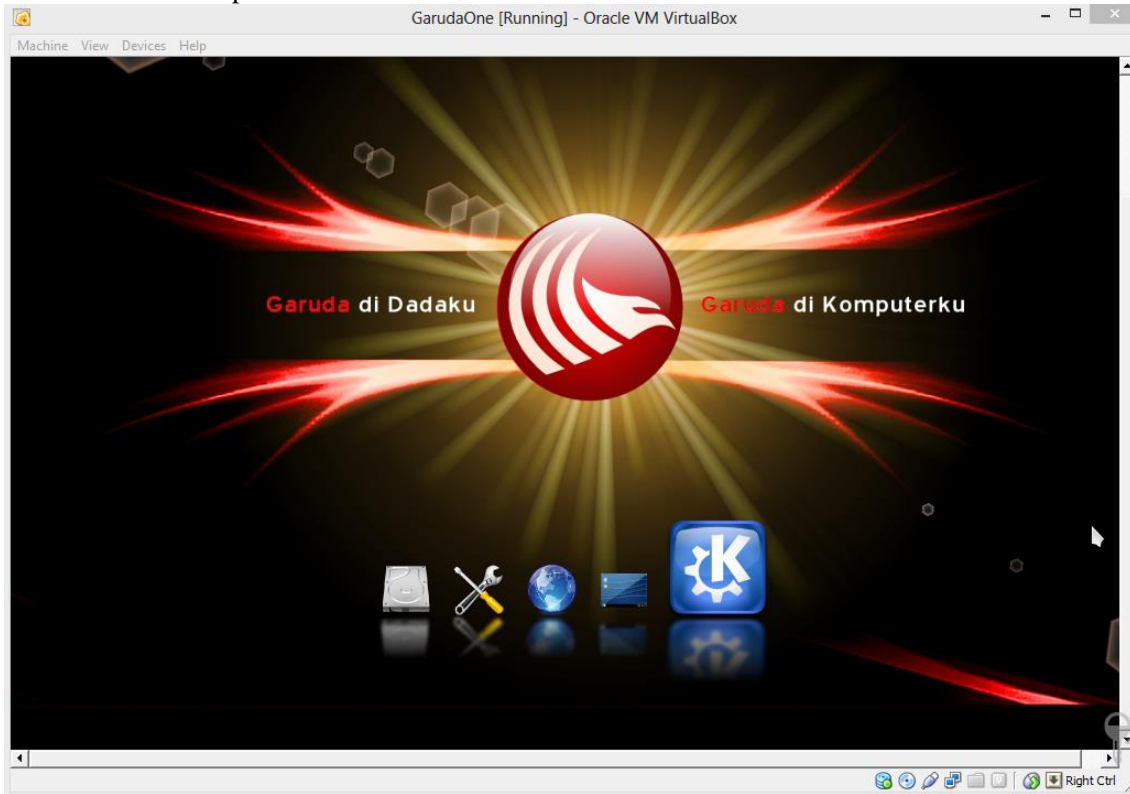 GarudaOne [Running] - Oracle VM VirtualBox
Machine View Devices Help
Garuda di Dadaku
Garuda di Komputerku
Right Ctrl